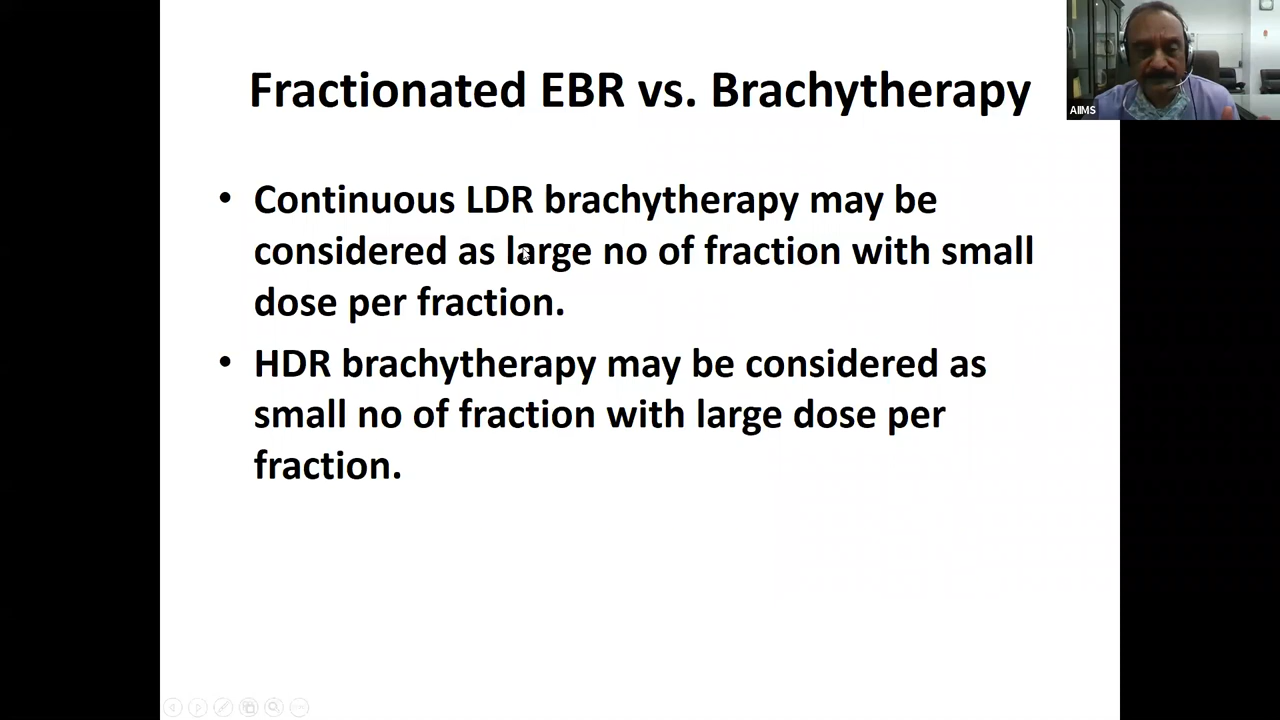 Fractionated EBR vs. Brachytherapy
AIIMS
• Continuous LDR brachytherapy may be
considered as large no of fraction with small
dose per fraction.
• HDR brachytherapy may be considered as
small no of fraction with large dose per
fraction.